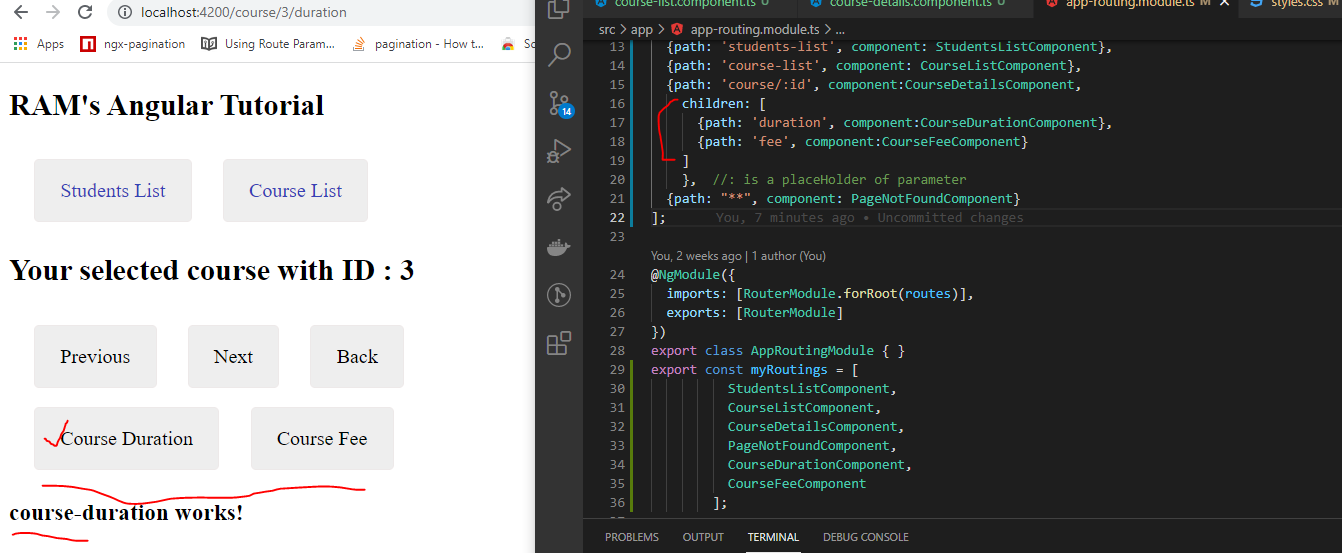 localhost:4200/course/3/duration
Apps ngx-pagination Using Route Param... pagination - How t... Sc
RAM's Angular Tutorial
Students List Course List
Your selected course with ID : 3
Previous Next Back
Course Duration Course Fee
course-duration works!
course-list.component.ts U course-details.component.ts U app-routing.module.ts M styles.css M
src > app > app-routing.module.ts > ...
13 {path: 'students-list', component: StudentsListComponent},
14 {path: 'course-list', component: CourseListComponent},
15 {path: 'course/:id', component:CourseDetailsComponent,
16 children: [
17 {path: 'duration', component:CourseDurationComponent},
18 {path: 'fee', component:CourseFeeComponent}
19 ]
20 }, //: is a placeHolder of parameter
21 {path: "**", component: PageNotFoundComponent}
22 ]; You, 7 minutes ago • Uncommitted changes
23
You, 2 weeks ago | 1 author (You)
24 @NgModule({
25 imports: [RouterModule.forRoot(routes)],
26 exports: [RouterModule]
27 })
28 export class AppRoutingModule { }
29 export const myRoutings = [
30 StudentsListComponent,
31 CourseListComponent,
32 CourseDetailsComponent,
33 PageNotFoundComponent,
34 CourseDurationComponent,
35 CourseFeeComponent
36 ];
14
PROBLEMS OUTPUT TERMINAL DEBUG CONSOLE